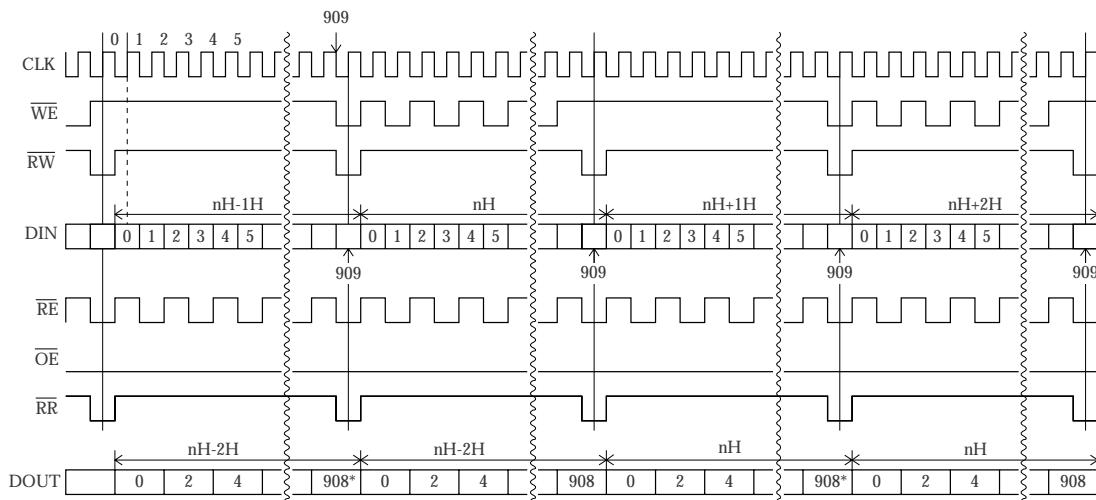 909
0 1 2 3 4 5
CLK
WE
RW
nH-1H nH nH+1H nH+2H
DIN 0 1 2 3 4 5 0 1 2 3 4 5 0 1 2 3 4 5 0 1 2 3 4 5
909 909 909 909
RE
OE
RR
nH-2H nH-2H nH nH
DOUT 0 2 4 908* 0 2 4 908 0 2 4 908* 0 2 4 908